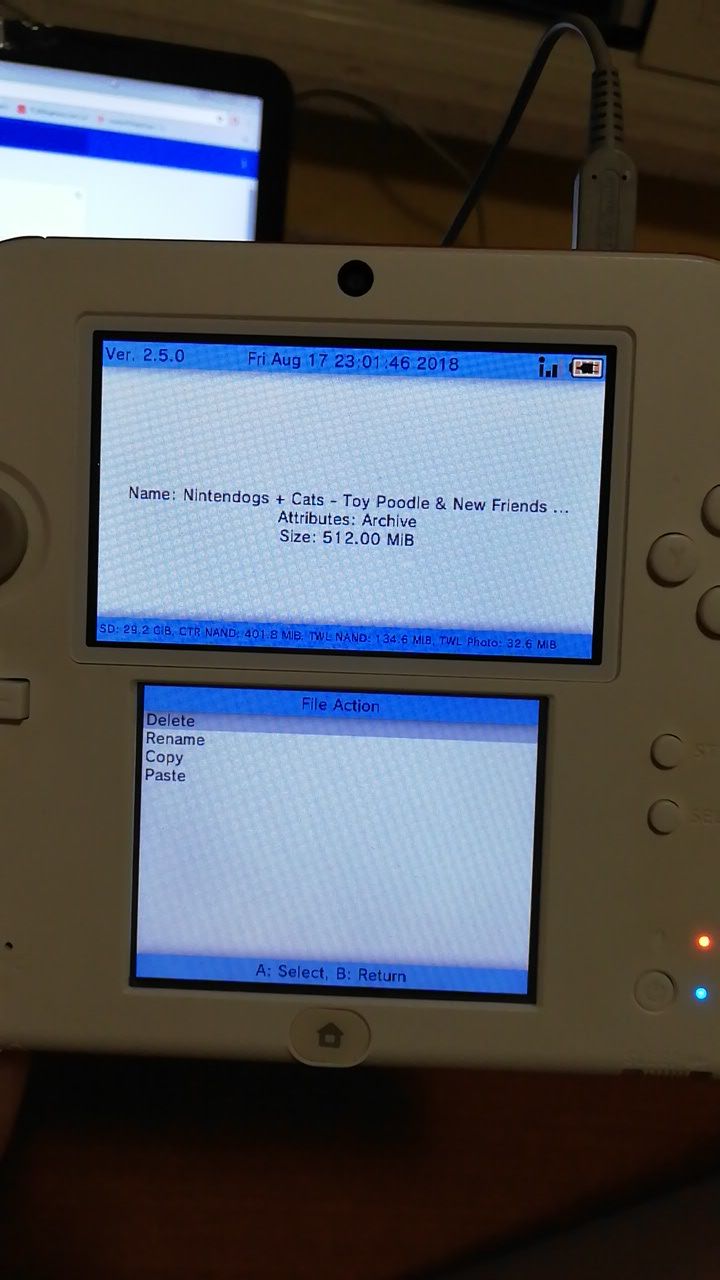 Ver. 2.5.0 Fri Aug 17 23:01:46 2018
Name: Nintendogs + Cats - Toy Poodle & New Friends ...
Attributes: Archive
Size: 512.00 MiB
SD: 29.2 GiB, CTR NAND: 401.8 MiB, TWL NAND: 134.6 MiB, TWL Photo: 32.6 MiB
File Action
Delete
Rename
Copy
Paste
A: Select, B: Return
Y
ST
SEL